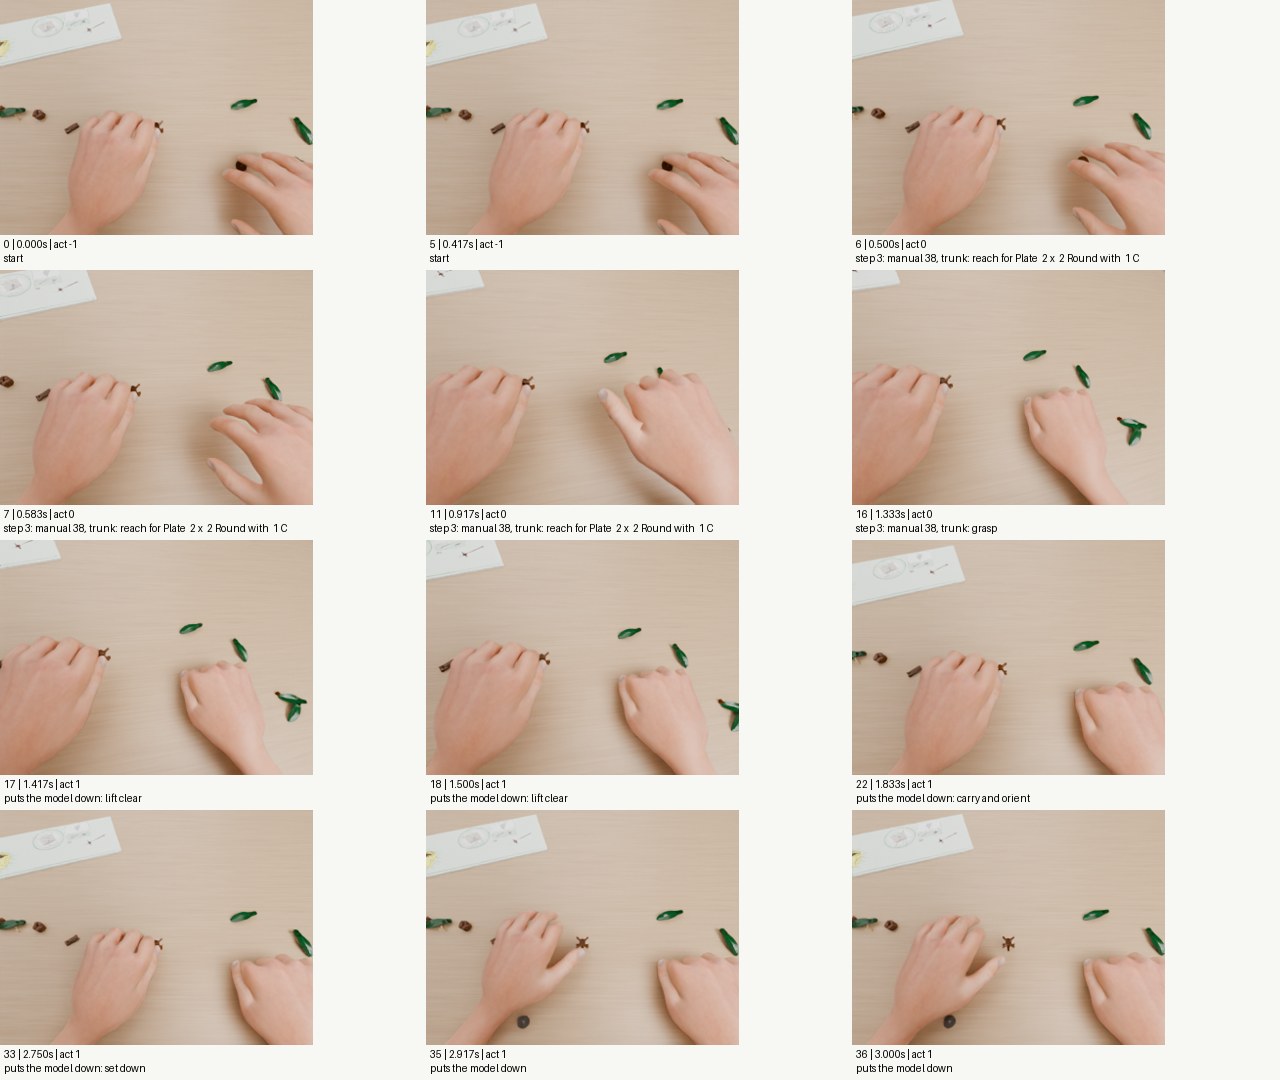 0 | 0.000s | act -1
start
5 | 0.417s | act -1
start
6 | 0.500s | act 0
step 3: manual 38, trunk: reach for Plate 2 x 2 Round with 1 C
7 | 0.583s | act 0
step 3: manual 38, trunk: reach for Plate 2 x 2 Round with 1 C
11 | 0.917s | act 0
step 3: manual 38, trunk: reach for Plate 2 x 2 Round with 1 C
16 | 1.333s | act 0
step 3: manual 38, trunk: grasp
17 | 1.417s | act 1
puts the model down: lift clear
18 | 1.500s | act 1
puts the model down: lift clear
22 | 1.833s | act 1
puts the model down: carry and orient
33 | 2.750s | act 1
puts the model down: set down
35 | 2.917s | act 1
puts the model down
36 | 3.000s | act 1
puts the model down